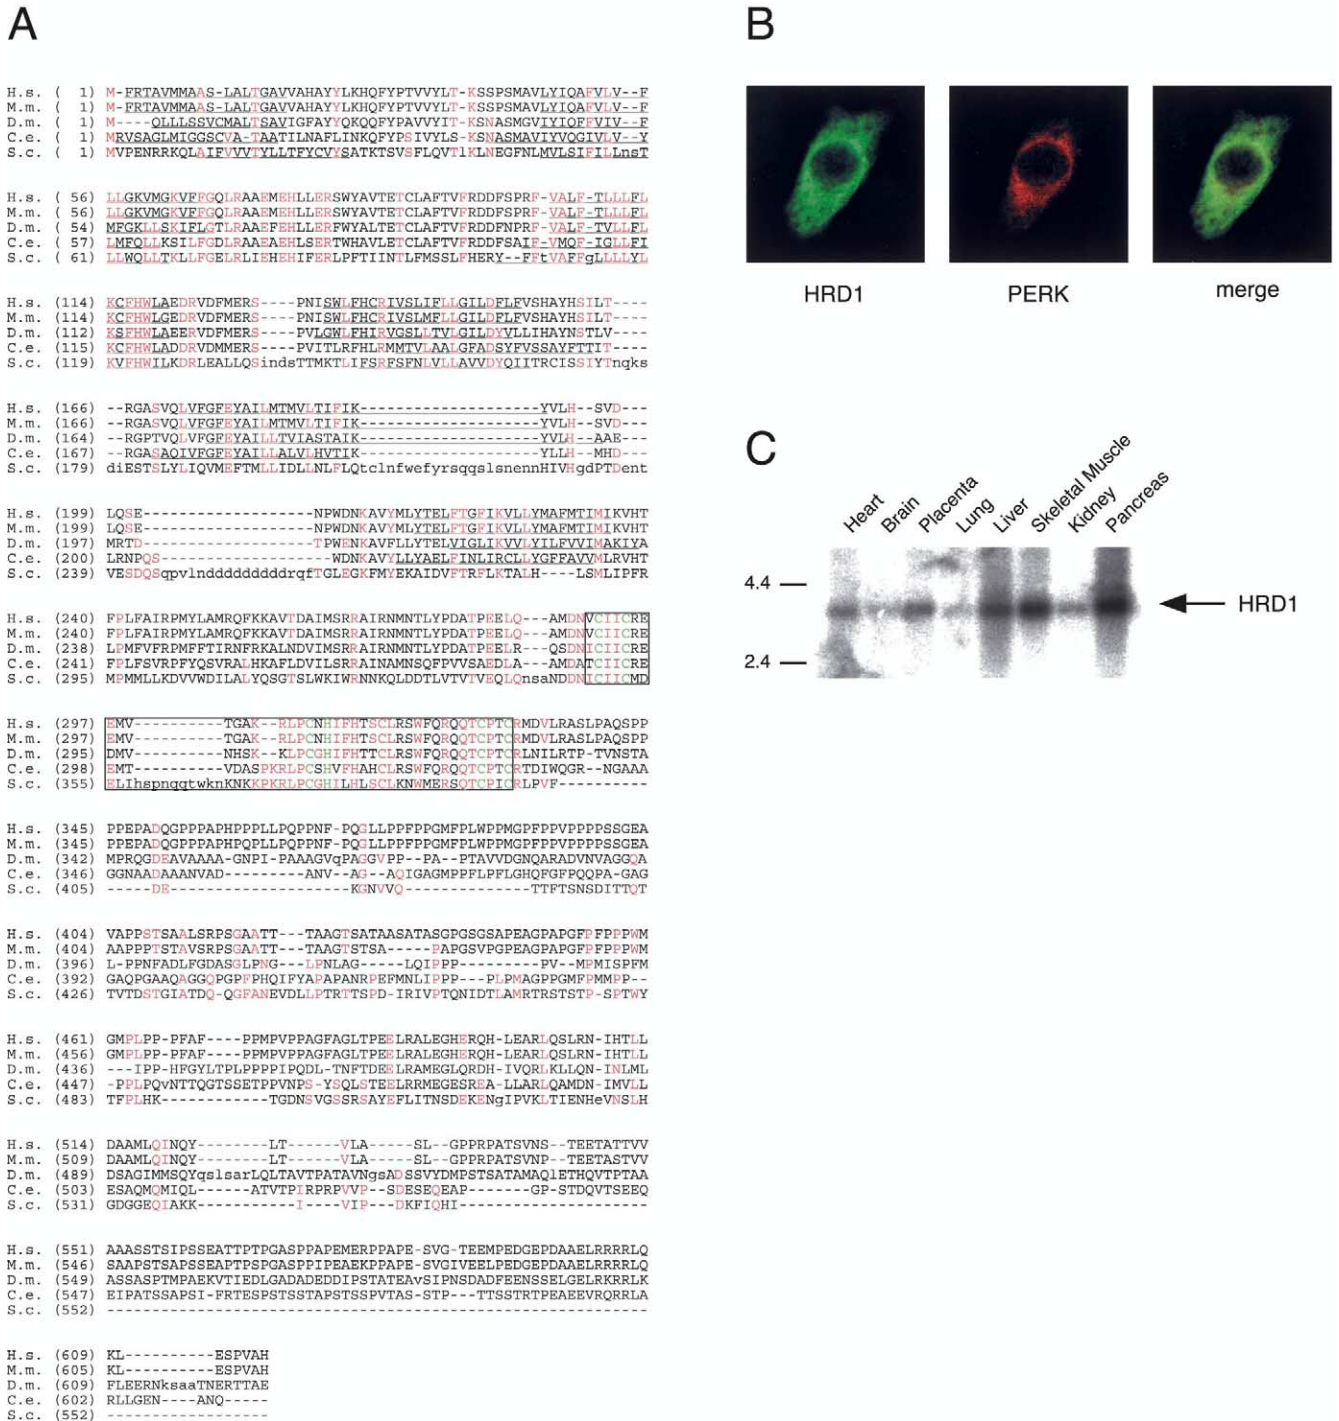 A
H.s. ( 1) M-FRTAVMMAAS-LALTGAVVAHAYYLKHQFYPTVVYLT-KSSPSMAVLYIQAFVLV--F
M.m. ( 1) M-FRTAVMMAAS-LALTGAVVAHAYYLKHQFYPTVVYLT-KSSPSMAVLYIQAFVLV--F
D.m. ( 1) M----QLLLSSVCMALTSAVIGFAYYQKQQFYPAVVYIT-KSNASMGVIYIQFFVIV--F
C.e. ( 1) MRVSAGLMIGGSCVA-TAATILNAFLINKQFYPSIVYLS-KSNASMAVIYVQGIVLV--Y
S.c. ( 1) MVPENRRKQLAIFVVVTYLLTFYCVYSATKTSVSFLQVTlKLNEGFNLMVLSIFILLnsT
H.s. ( 56) LLGKVMGKVFFGQLRAAEMEHLLERSWYAVTETCLAFTVFRDDFSPRF-VALF-TLLLFL
M.m. ( 56) LLGKVMGKVFFGQLRAAEMEHLLERSWYAVTETCLAFTVFRDDFSPRF-VALF-TLLLFL
D.m. ( 54) MFGKLLSKIFLGTLRAAEFEHLLERSWYAVTETCLAFTVFRDDFNPRF-VALF-TVLLFL
C.e. ( 57) LMFQLLKSILFGDLRAAEAEHLSERTWHAVLETCLAFTVFRDDFSAIF-VMQF-IGLLFI
S.c. ( 61) LLWQLLTKLLFGELRLIEHEHIFERLPFTIINTLFMSSLFHERY--FFtVAFFgLLLLYL
H.s. (114) KCFHWLAEDRVDFMERS----PNISWLFHCRIVSLIFLLGILDFLFVSHAYHSILT----
M.m. (114) KCFHWLGEDRVDFMERS----PNISWLFHCRIVSLMFLLGILDFLFVSHAYHSILT----
D.m. (112) KSFHWLAEERVDFMERS----PVLGWLFHIRVGSLLTVLGILDYVLLIHAYNSTLV----
C.e. (115) KCFHWLADDRVDMMERS----PVITLRFHLRMMTVLAALGFADSYFVSSAYFTTIT----
S.c. (119) KVFHWILKDRLEALLQSindsTTMKTLIFSRFSFNLVLLAVVDYQIITRCISSIYTnqks
H.s. (166) --RGASVQLVFGFEYAILMTMVLTIFIK--------------------YVLH--SVD---
M.m. (166) --RGASVQLVFGFEYAILMTMVLTIFIK--------------------YVLH--SVD---
D.m. (164) --RGPTVQLVFGFEYAILLTVIASTAIK--------------------YVLH--AAE---
C.e. (167) --RGASAQIVFGFEYAILLALVLHVTIK--------------------YLLH--MHD---
S.c. (179) diESTSLYLIQVMEFTMLLIDLLNLFLQtclnfwefyrsqqslsnennHIVHgdPTDent
H.s. (199) LQSE-------------------NPWDNKAVYMLYTELFTGFIKVLLYMAFMTIMIKVHT
M.m. (199) LQSE-------------------NPWDNKAVYMLYTELFTGFIKVLLYMAFMTIMIKVHT
D.m. (197) MRTD-------------------TPWENKAVFLLYTELVIGLIKVVLYILFVVIMAKIYA
C.e. (200) LRNPQS-------------------WDNKAVYLLYAELFINLIRCLLYGFFAVVMLRVHT
S.c. (239) VESDQSqpvlndddddddddrqfTGLEGKFMYEKAIDVFTRFLKTALH----LSMLIPFR
H.s. (240) FPLFAIRPMYLAMRQFKKAVTDAIMSRRAIRNMNTLYPDATPEELQ---AMDNVCIICRE
M.m. (240) FPLFAIRPMYLAMRQFKKAVTDAIMSRRAIRNMNTLYPDATPEELQ---AMDNVCIICRE
D.m. (238) LPMFVFRPMFFTIRNFRKALNDVIMSRRAIRNMNTLYPDATPEELR---QSDNICIICRE
C.e. (241) FPLFSVRPFYQSVRALHKAFLDVILSRRAINAMNSQFPVVSAEDLA---AMDATCIICRE
S.c. (295) MPMMLLKDVVWDILALYQSGTSLWKIWRNNKQLDDTLVTVTVEQLQnsaNDDNICIICMD
H.s. (297) EMV----------TGAK--RLPCNHIFHTSCLRSWFQRQQTCPTCRMDVLRASLPAQSPP
M.m. (297) EMV----------TGAK--RLPCNHIFHTSCLRSWFQRQQTCPTCRMDVLRASLPAQSPP
D.m. (295) DMV----------NHSK--KLPCGHIFHTTCLRSWFQRQQTCPTCRLNILRTP-TVNSTA
C.e. (298) EMT----------VDASPKRLPCSHVFHAHCLRSWFQRQQTCPTCRTDIWQGR--NGAAA
S.c. (355) ELIhspnqqtwknKNKKPKRLPCGHILHLSCLKNWMERSQTCPICRLPVF----------
H.s. (345) PPEPADQGPPPAPHPPPLLPQPPNF-PQGLLPPFPPGMFPLWPPMGPFPPVPPPPSSGEA
M.m. (345) PPEPADQGPPPAPHPQPLLPQPPNF-PQGLLPPFPPGMFPLWPPMGPFPPVPPPPSSGEA
D.m. (342) MPRQGDEAVAAAA-GNPI-PAAAGVqPAGGVPP--PA--PTAVVDGNQARADVNVAGGQA
C.e. (346) GGNAADAAANVAD---------ANV-A-G-AQIGAGMPPFLPFLGHQFGFPQQPA-GAG
S.c. (405) -----DE--------------------KGNVVQ--------------TTFTSNSDITTQT
H.s. (404) VAPPSTSAALSRPSGAATT---TAAGTSATAASATASGPGSGSAPEAGPAPGFPFPPPWM
M.m. (404) AAPPPTSTAVSRPSGAATT---TAAGTSTSA-----PAPGSVPGPEAGPAPGFPFPPPWM
D.m. (396) L-PPNFADLFGDASGLPNG---LPNLAG------LQIPPP---------PV--MPMISPFM
C.e. (392) GAQPGAAQAGGQPGPFPHQIFYAPAPANRPEFMNLIPPP---PLPMAGPPGMFPMMPP--
S.c. (426) TVTDSTGIATDQ-QGFANEVDLLPTRTTSPD-IRIVPTQNIDTLAMRTRSTSTP-SPTWY
H.s. (461) GMPLPP-PFAF----PPMPVPPAGFAGLTPEELRALEGHERQH-LEARLQSLRN-IHTLL
M.m. (456) GMPLPP-PFAF----PPMPVPPAGFAGLTPEELRALEGHERQH-LEARLQSLRN-IHTLL
D.m. (436) ---IPP-HFGYLTPLPPPPIPQDL-TNFTDEELRAMEGLQRDH-IVQRLKLLQN-INLML
C.e. (447) -PPLPQvNTTQGTSSETPPVNPS-YSQLSTEELRRMEGESREA-LLARLQAMDN-IMVLL
S.c. (483) TFPLHK------------TGDNSVGSSRSAYEFLITNSDEKENgIPVKLTIENHeVNSLH
H.s. (514) DAAMLQINQY--------LT------VLA-----SL--GPPRPATSVNS--TEETATTVV
M.m. (509) DAAMLQINQY--------LT------VLA-----SL--GPPRPATSVNP--TEETASTVV
D.m. (489) DSAGIMMSQYqslsarLQLTAVTPATAVNgsADSSVYDMPSTSATAMAQlETHQVTPTAA
C.e. (503) ESAQMQMIQL------ATVTPIRPRPVVP--SDESEQEAP---------GP-STDQVTSEEQ
S.c. (531) GDGGEQIAKK-----------I----VIP--DKFIQHI----------------------
H.s. (551) AAASSTSIPSSEATTPTPGASPPAPEMERPPAPE-SVG-TEEMPEDGEPDAAELRRRRLQ
M.m. (546) SAAPSTSAPSSEAPTPSPGASPPIPEAEKPPAPE-SVGIVEELPEDGEPDAAELRRRRLQ
D.m. (549) ASSASPTMPAEKVTIEDLGADADEDDIPSTATEAvSIPNSDADFEENSSELGELRKRRLK
C.e. (547) EIPATSSAPSI-FRTESPSTSSTAPSTSSPVTAS-STP---TTSSTRTPEAEEVRQRRLA
S.c. (552) ------------------------------------------------------------
H.s. (609) KL----------ESPVAH
M.m. (605) KL----------ESPVAH
D.m. (609) FLEERNksaaTNERTTAE
C.e. (602) RLLGEN----ANQ-----
S.c. (552) ------------------
B
HRD1
PERK
merge
C
Heart
Brain
Placenta
Lung
Liver
Skeletal Muscle
Kidney
Pancreas
4.4
2.4
HRD1